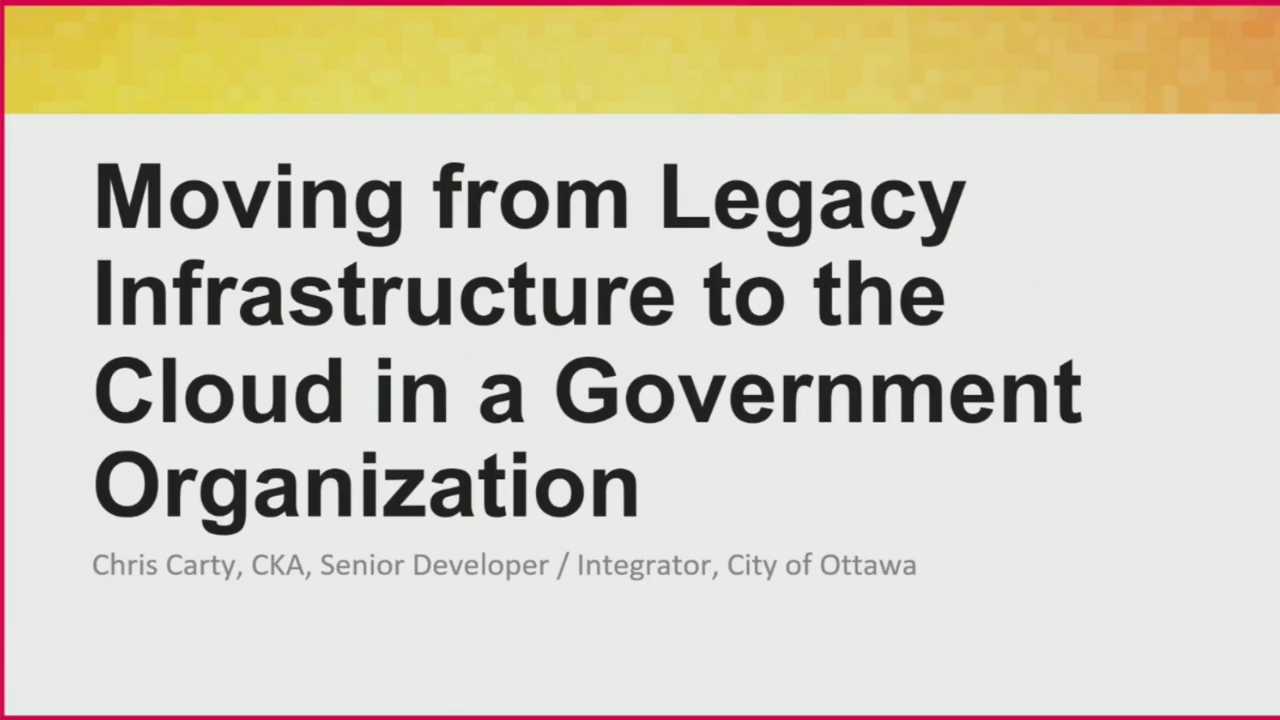 Moving from Legacy
Infrastructure to the
Cloud in a Government
Organization
Chris Carty, CKA, Senior Developer / Integrator, City of Ottawa